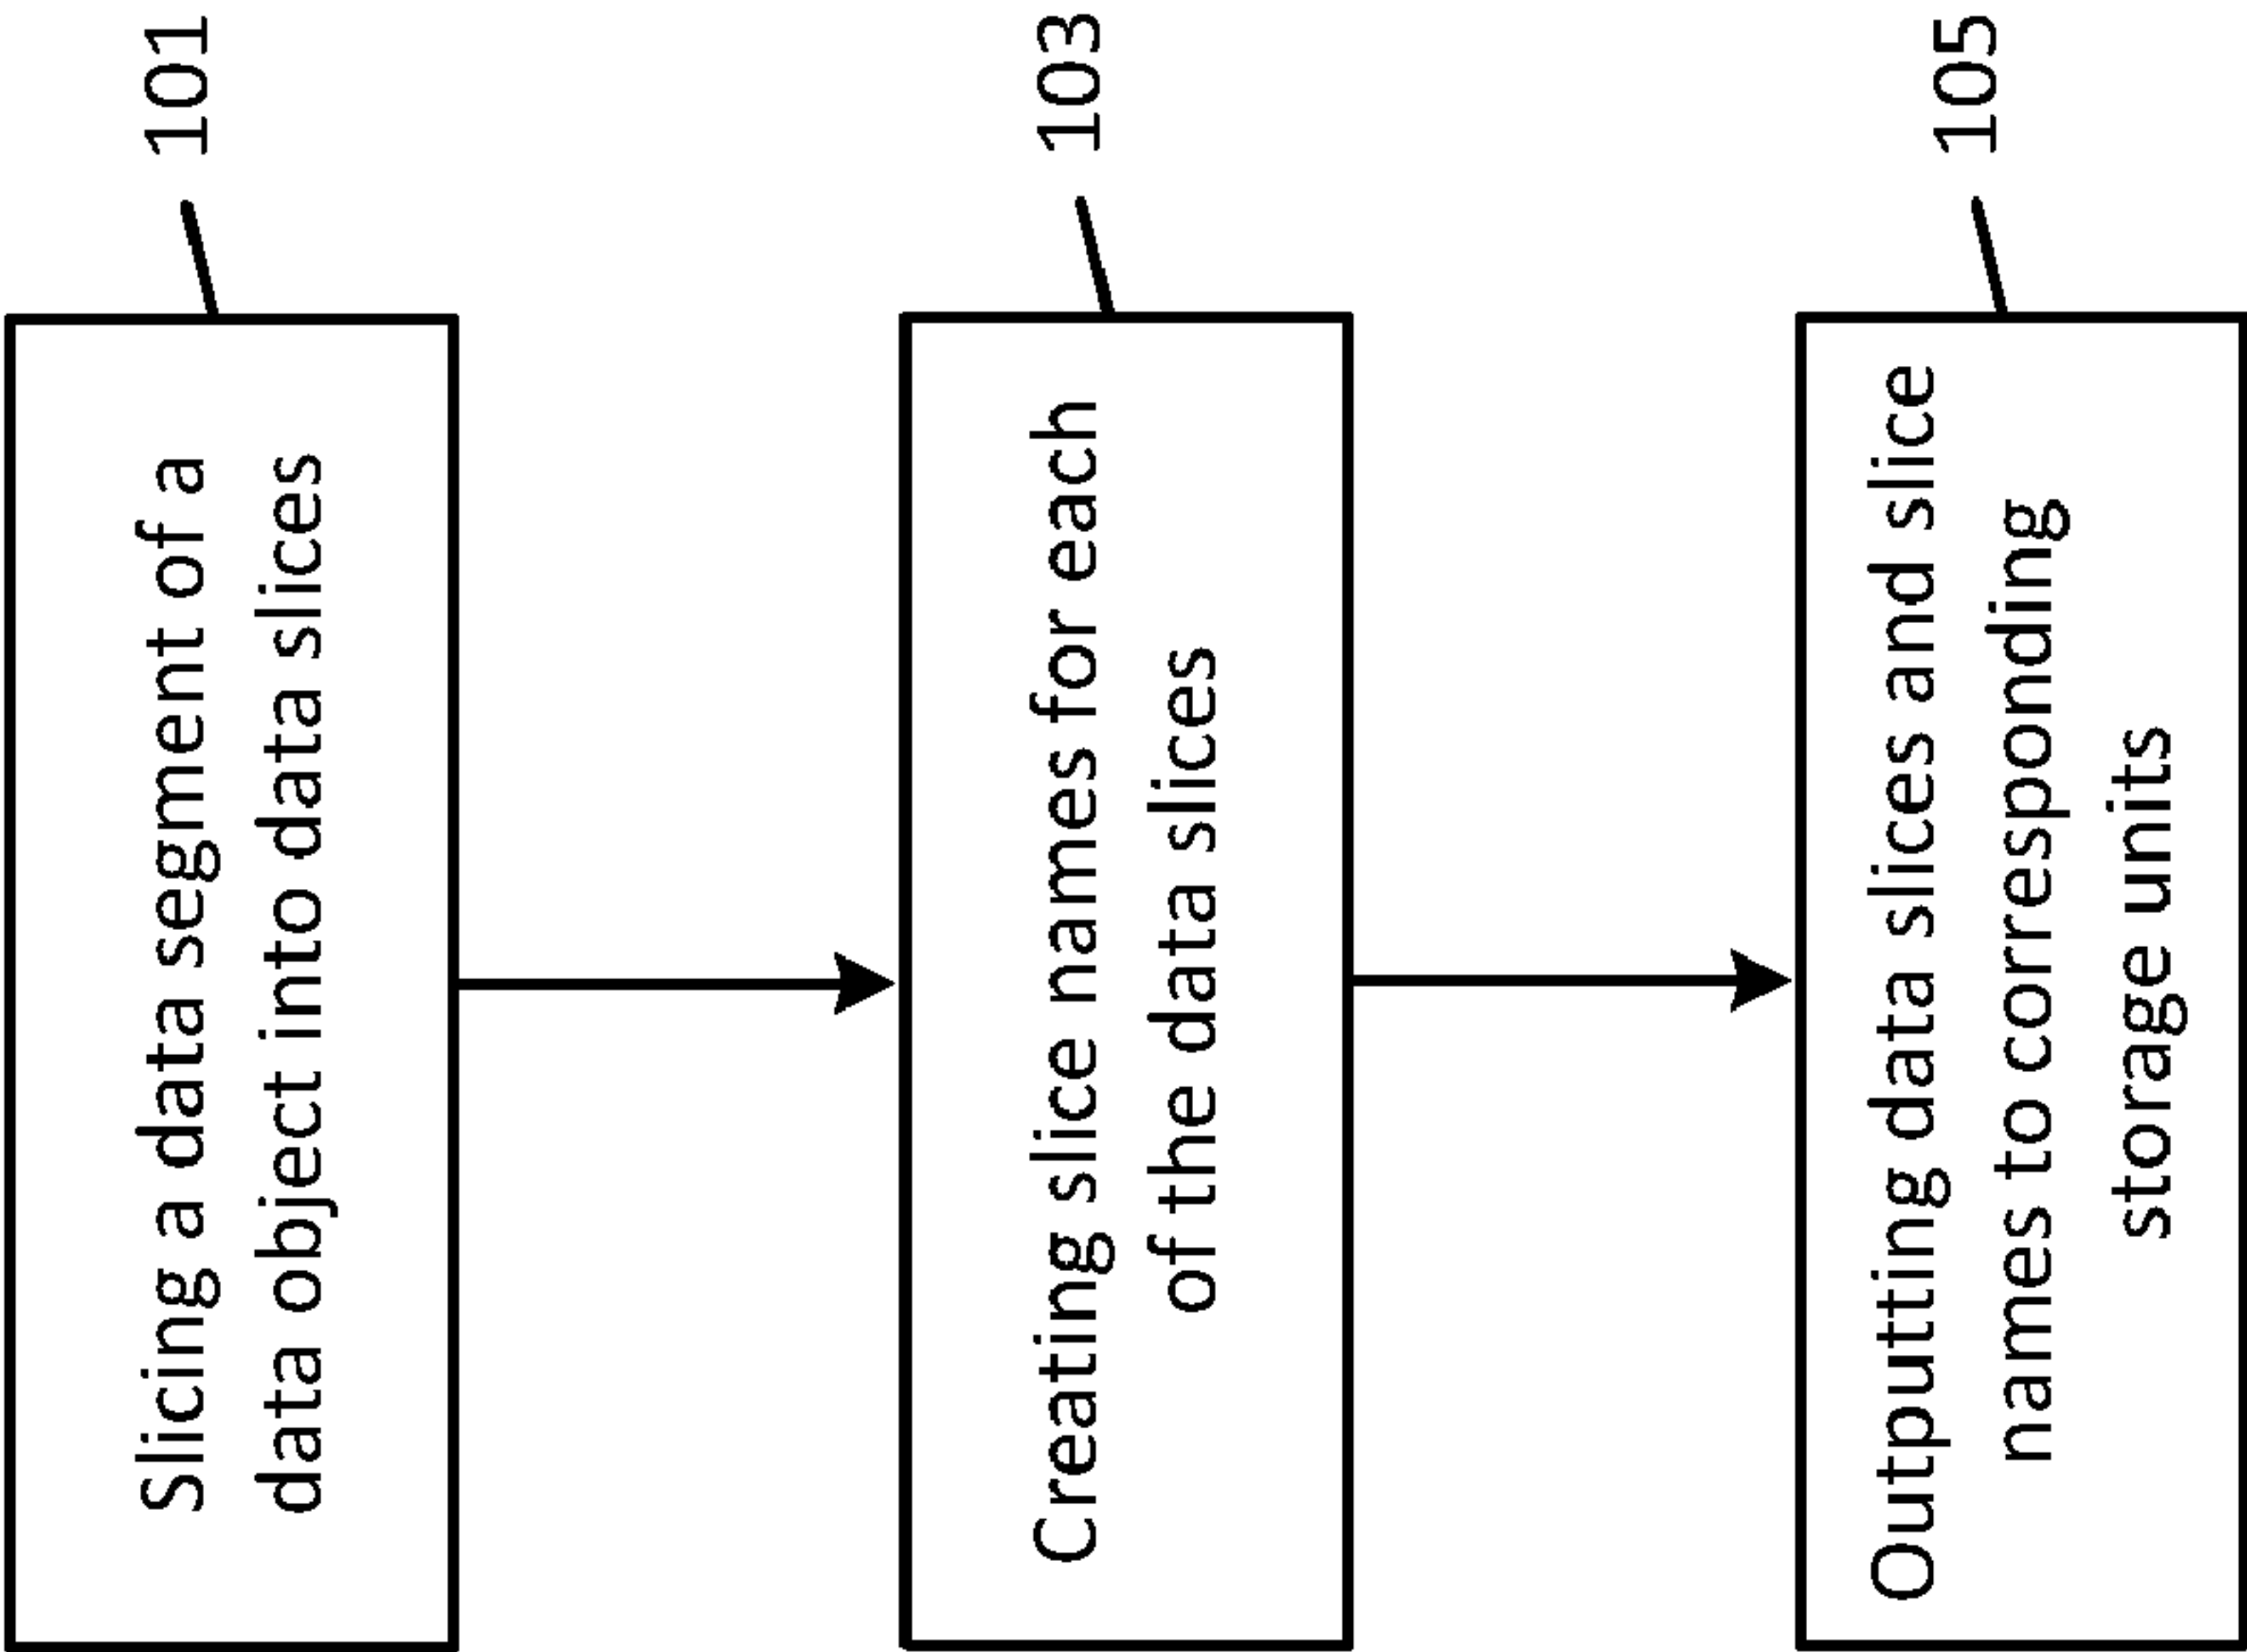 Slicing a data segment of a
data object into data slices
101
Creating slice names for each
of the data slices
103
Outputting data slices and slice
names to corresponding
storage units
105